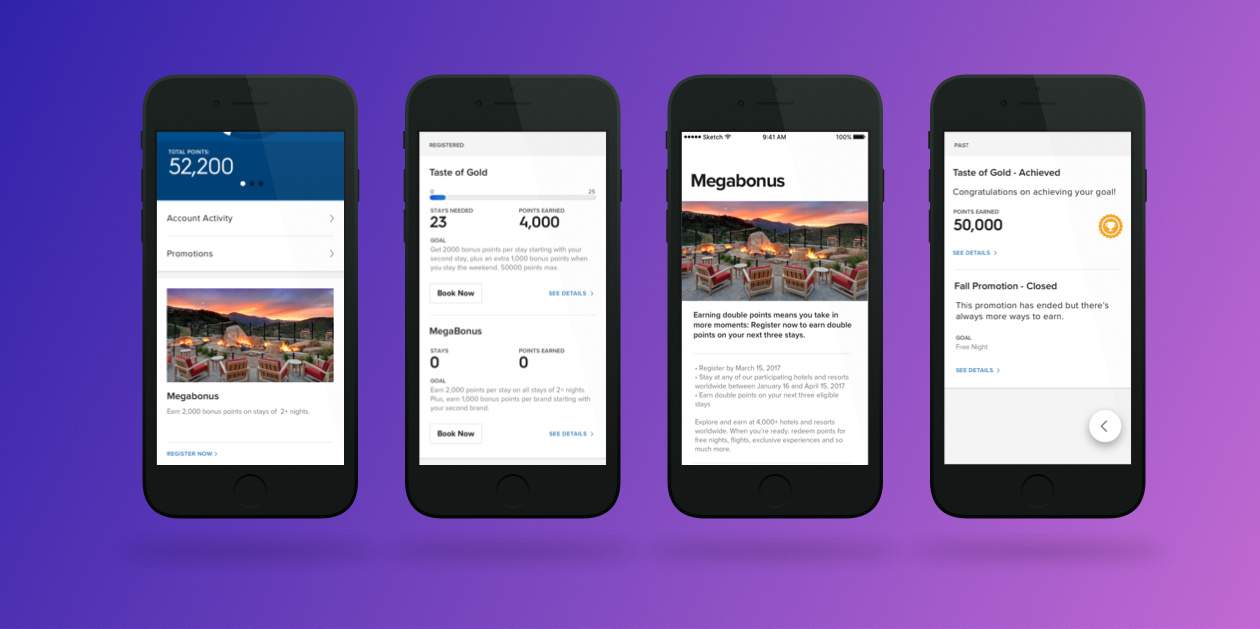 TOTAL POINTS:
52,200
Account Activity
Promotions
Megabonus
Earn 2,000 bonus points on stays of 2+ nights.
REGISTER NOW >
REGISTERED
Taste of Gold
0 25
STAYS NEEDED POINTS EARNED
23 4,000
GOAL
Get 2000 bonus points per stay starting with your
second stay, plus an extra 1,000 bonus points when
you stay the weekend. 50000 points max.
Book Now SEE DETAILS >
MegaBonus
STAYS POINTS EARNED
0 0
GOAL
Earn 2,000 points per stay on all stays of 2+ nights.
Plus, earn 1,000 bonus points per brand starting with
your second brand.
Book Now SEE DETAILS >
Sketch 9:41 AM 100%
Megabonus
Earning double points means you take in
more moments: Register now to earn double
points on your next three stays.
• Register by March 15, 2017
• Stay at any of our participating hotels and resorts
worldwide between January 16 and April 15, 2017
• Earn double points on your next three eligible
stays
Explore and earn at 4,000+ hotels and resorts
worldwide. When you're ready, redeem points for
free nights, flights, exclusive experiences and so
much more.
PAST
Taste of Gold - Achieved
Congratulations on achieving your goal!
POINTS EARNED
50,000
SEE DETAILS >
Fall Promotion - Closed
This promotion has ended but there's
always more ways to earn.
GOAL
Free Night
SEE DETAILS >